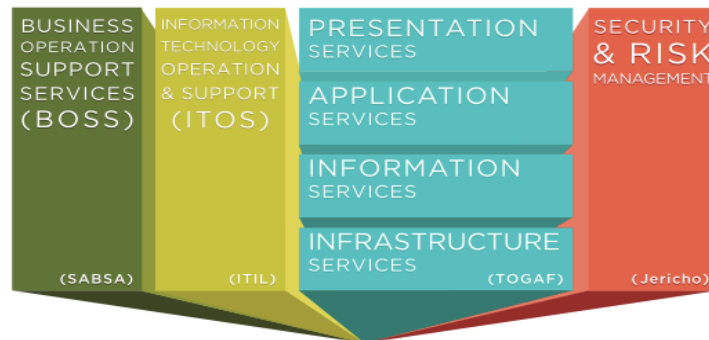 BUSINESS
OPERATION
SUPPORT
SERVICES
(BOSS)
(SABSA)
INFORMATION
TECHNOLOGY
OPERATION
& SUPPORT
(ITOS)
(ITIL)
PRESENTATION
SERVICES
APPLICATION
SERVICES
INFORMATION
SERVICES
INFRASTRUCTURE
SERVICES
(TOGAF)
SECURITY
& RISK
MANAGEMENT
(Jericho)